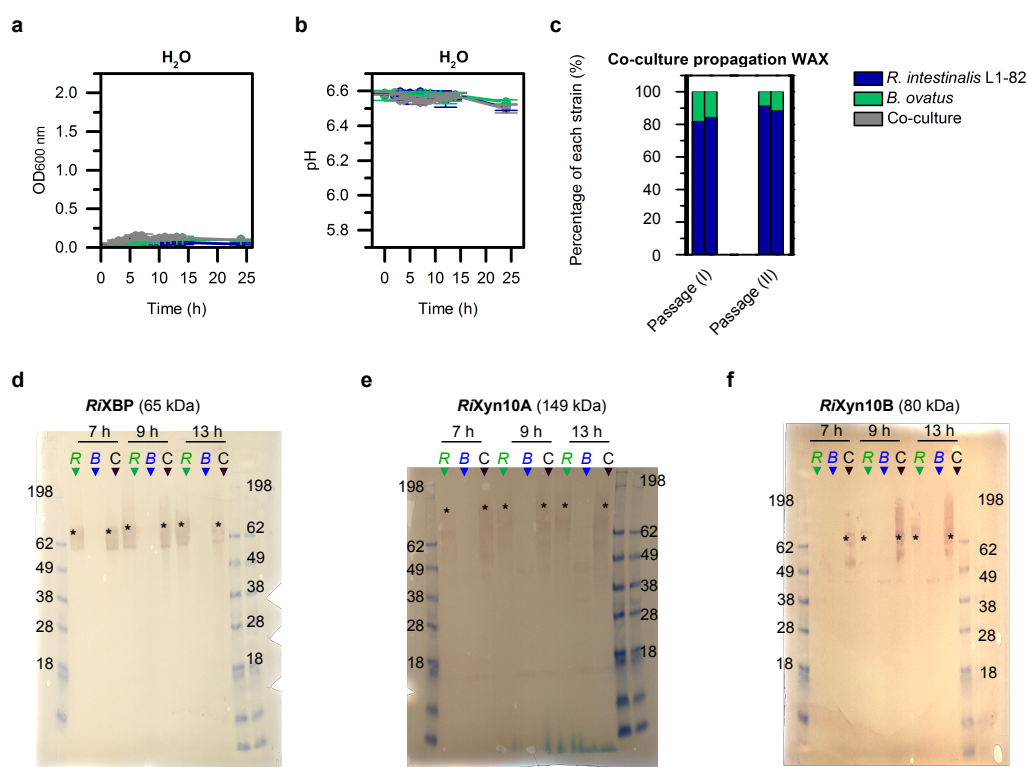 a
H2O
2.0
1.5
1.0
0.5
0.0
OD600 nm
0 5 10 15 20 25
Time (h)
b
H2O
6.6
6.4
6.2
6.0
5.8
pH
0 5 10 15 20 25
Time (h)
c
Co-culture propagation WAX
100
80
60
40
20
0
Percentage of each strain (%)
Passage (I)
Passage (II)
R. intestinalis L1-82
B. ovatus
Co-culture
d
RiXBP (65 kDa)
7 h 9 h 13 h
R B C R B C R B C
198
62
49
38
28
18
198
62
49
38
28
18
* * * * * *
e
RiXyn10A (149 kDa)
7 h 9 h 13 h
R B C R B C R B C
198
62
49
38
28
18
198
62
49
38
28
18
* * * * * *
f
RiXyn10B (80 kDa)
7 h 9 h 13 h
R B C R B C R B C
198
62
49
38
28
18
198
62
49
38
28
18
* * * * *